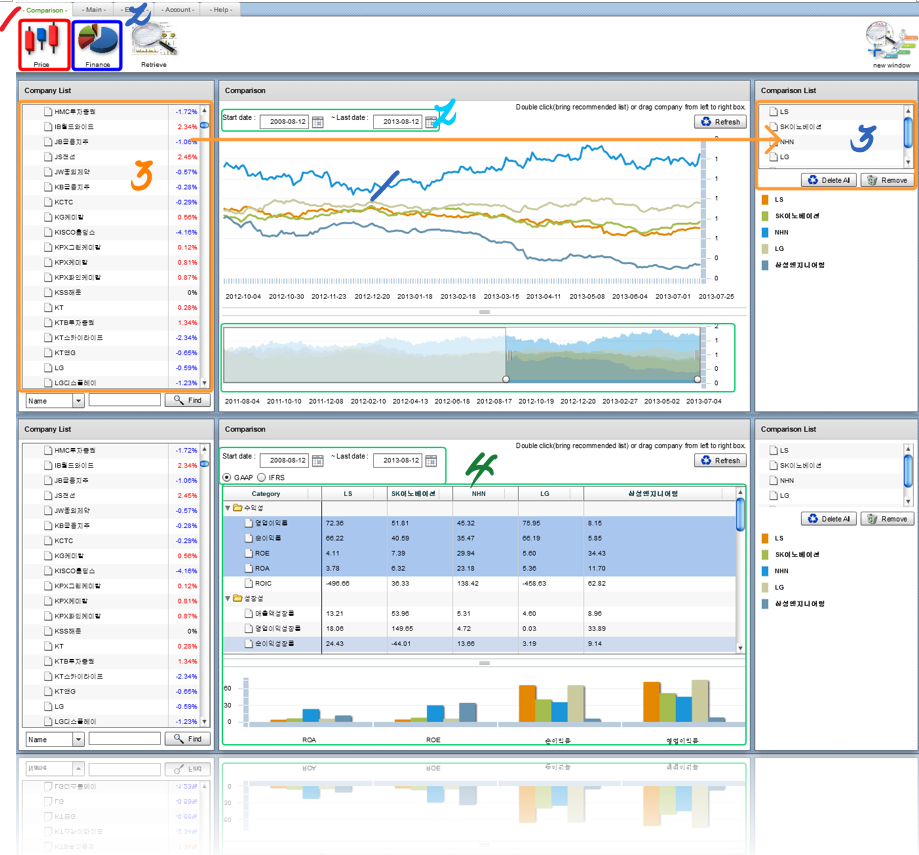 1
2
- Comparison -
- Main -
- Account -
- Help -
Price
Finance
Retrieve
new window
Company List
Comparison
Company List
Double click(bring recommended list) or drag company from left to right box.
Start date : 2008-08-12 ~ Last date : 2013-08-12
Refresh
HMC투자증권 -1.72%
IB월드와이드 2.34%
JB금융지주 -1.06%
JS전선 2.45%
JW중외제약 -0.57%
KB금융지주 -0.28%
KCTC -0.29%
KG케미칼 0.56%
KISCO홀딩스 -4.16%
KPX그린케미칼 0.12%
KPX케미칼 0.81%
KPX화인케미칼 0.87%
KSS해운 0%
KT 0.28%
KTB투자증권 1.34%
KT스카이라이프 -2.34%
KT앤G -0.65%
LG -0.59%
LG디스플레이 -1.23%
Name
Find
3
2
1
1
1
1
1
0
0
2012-10-04 2012-10-30 2012-11-23 2012-12-20 2013-01-18 2013-02-18 2013-03-15 2013-04-11 2013-05-08 2013-06-04 2013-07-01 2013-07-25
2
1
1
0
0
2011-08-04 2011-10-10 2011-12-08 2012-02-10 2012-04-13 2012-06-18 2012-08-17 2012-10-19 2012-12-20 2013-02-27 2013-05-02 2013-07-04
LS
SK이노베이션
NHN
LG
3
Delete All
Remove
LS
SK이노베이션
NHN
LG
삼성엔지니어링
Company List
Comparison
Company List
Double click(bring recommended list) or drag company from left to right box.
Start date : 2008-08-12 ~ Last date : 2013-08-12
4
Refresh
GAAP IFRS
HMC투자증권 -1.72%
IB월드와이드 2.34%
JB금융지주 -1.06%
JS전선 2.45%
JW중외제약 -0.57%
KB금융지주 -0.28%
KCTC -0.29%
KG케미칼 0.56%
KISCO홀딩스 -4.16%
KPX그린케미칼 0.12%
KPX케미칼 0.81%
KPX화인케미칼 0.87%
KSS해운 0%
KT 0.28%
KTB투자증권 1.34%
KT스카이라이프 -2.34%
KT앤G -0.65%
LG -0.59%
LG디스플레이 -1.23%
Name
Find
Category LS SK이노베이션 NHN LG 삼성엔지니어링
수익성
영업이익률 72.36 51.81 45.32 75.95 8.15
순이익률 66.22 40.59 35.47 66.19 5.85
ROE 4.11 7.39 29.94 5.60 34.43
ROA 3.78 6.32 23.18 5.36 11.70
ROIC -496.66 36.33 138.42 -458.63 62.82
성장성
매출액성장률 13.21 53.96 5.31 4.60 8.96
영업이익성장률 18.06 149.65 4.72 0.03 33.89
순이익성장률 24.43 -44.01 13.66 3.19 9.14
60
30
0
ROA ROE 순이익률 영업이익률
LS
SK이노베이션
NHN
LG
Delete All
Remove
LS
SK이노베이션
NHN
LG
삼성엔지니어링